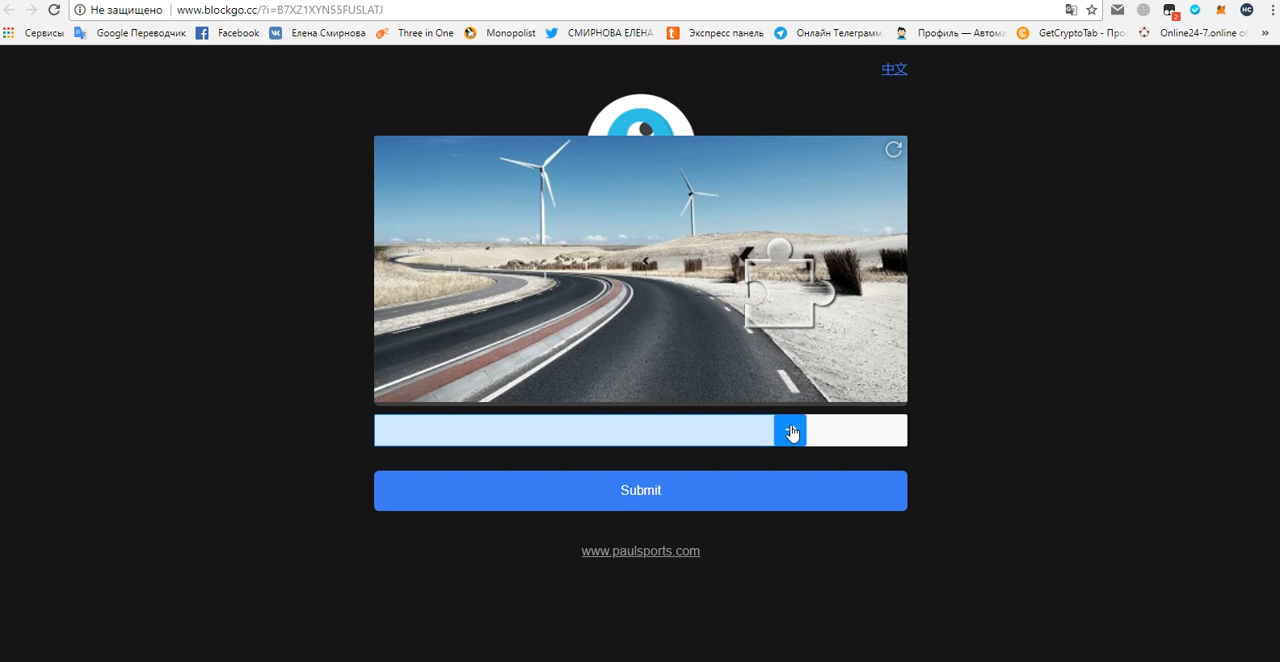 Не защищено www.blockgo.cc/?i=B7XZ1XYN55FUSLATJ
Сервисы Google Переводчик Facebook Елена Смирнова Three in One Monopolist СМИРНОВА ЕЛЕНА Экспресс панель Онлайн Телеграмм Профиль — Автома GetCryptoTab - Про Online24-7.online о »
中文
Submit
www.paulsports.com